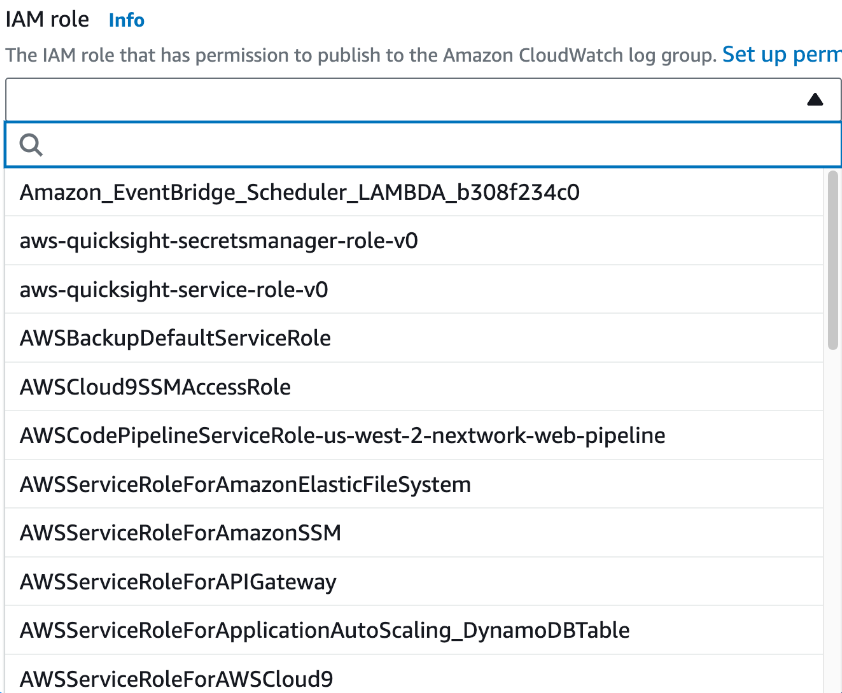 IAM role Info
The IAM role that has permission to publish to the Amazon CloudWatch log group. Set up perm
Amazon_EventBridge_Scheduler_LAMBDA_b308f234c0
aws-quicksight-secretsmanager-role-v0
aws-quicksight-service-role-v0
AWSBackupDefaultServiceRole
AWSCloud9SSMAccessRole
AWSCodePipelineServiceRole-us-west-2-nextwork-web-pipeline
AWSServiceRoleForAmazonElasticFileSystem
AWSServiceRoleForAmazonSSM
AWSServiceRoleForAPIGateway
AWSServiceRoleForApplicationAutoScaling_DynamoDBTable
AWSServiceRoleForAWSCloud9